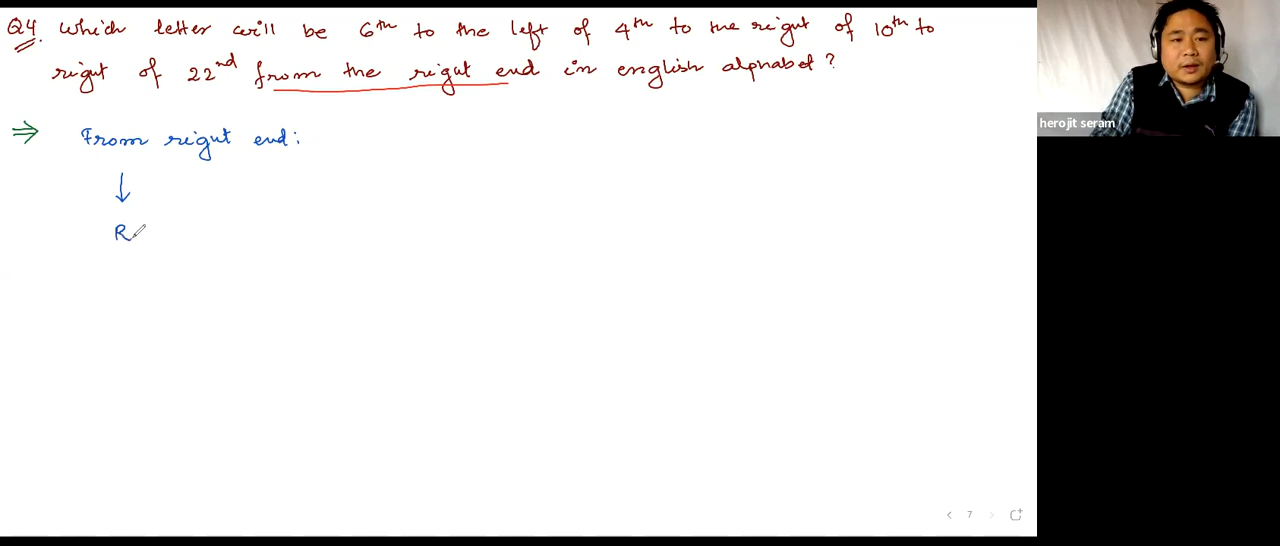 Q4. Which letter will be 6th to the left of 4th to the right of 10th to
right of 22nd from the right end in english alphabet?
⇒ From right end:
↓
R
herojit seram
7